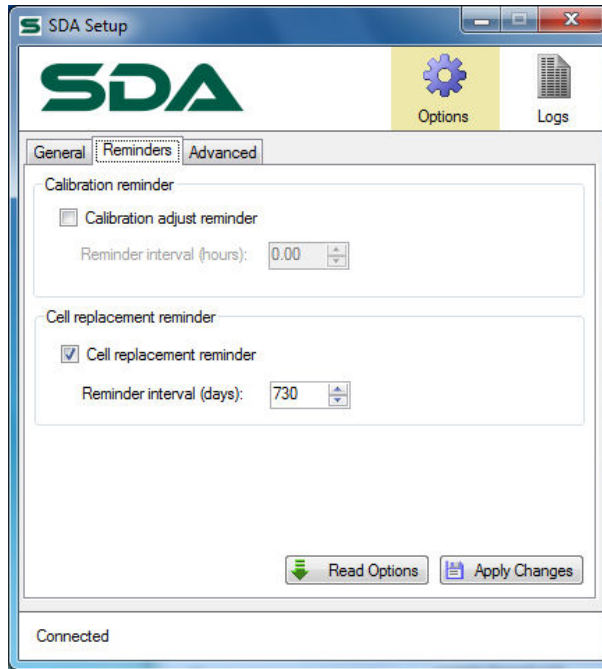 SDA Setup
SDA
Options
Logs
General
Reminders
Advanced
Calibration reminder
Calibration adjust reminder
Reminder interval (hours): 0.00
Cell replacement reminder
Cell replacement reminder
Reminder interval (days): 730
Read Options
Apply Changes
Connected